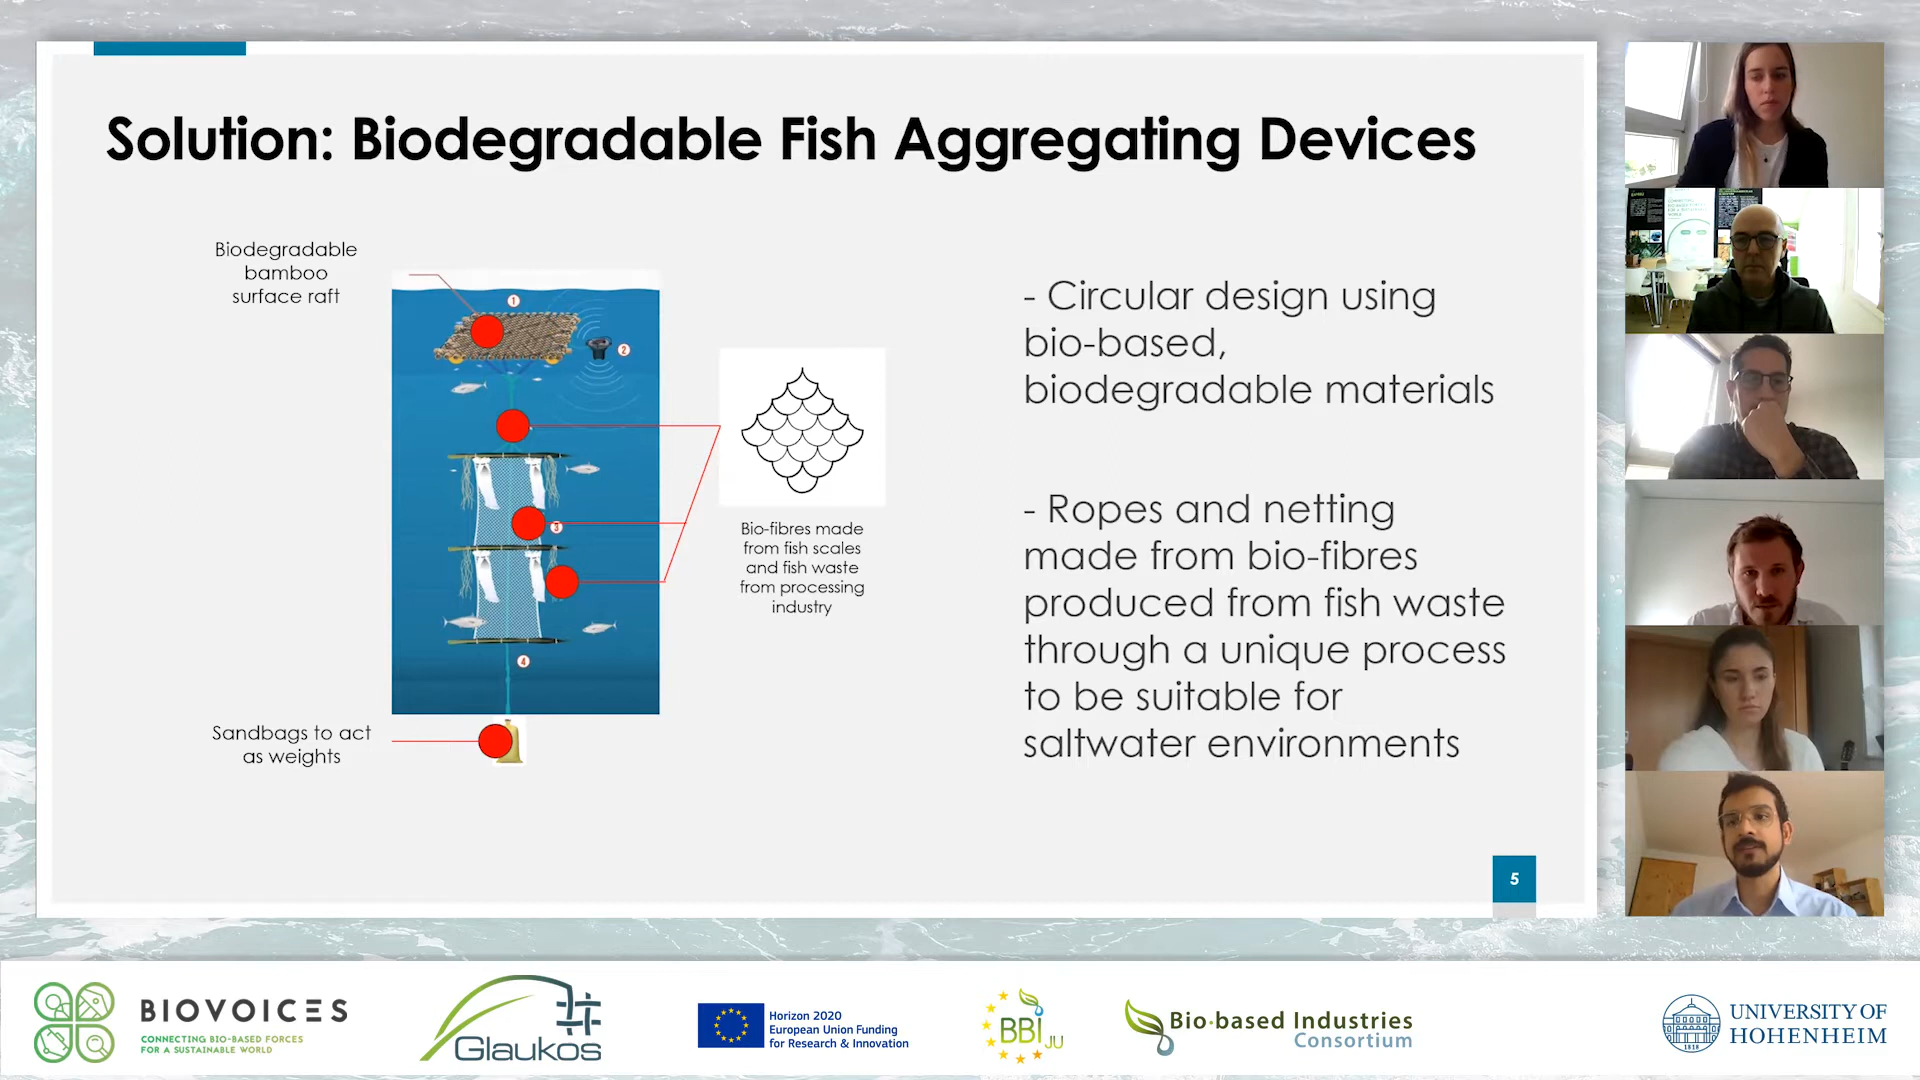 Solution: Biodegradable Fish Aggregating Devices
Biodegradable
bamboo
surface raft
1
2
3
4
Bio-fibres made
from fish scales
and fish waste
from processing
industry
Sandbags to act
as weights
- Circular design using
bio-based,
biodegradable materials
- Ropes and netting
made from bio-fibres
produced from fish waste
through a unique process
to be suitable for
saltwater environments
5
BIOVOICES
CONNECTING BIO-BASED FORCES
FOR A SUSTAINABLE WORLD
Glaukos
Horizon 2020
European Union Funding
for Research & Innovation
BBI JU
Bio-based Industries
Consortium
1818
UNIVERSITY OF
HOHENHEIM